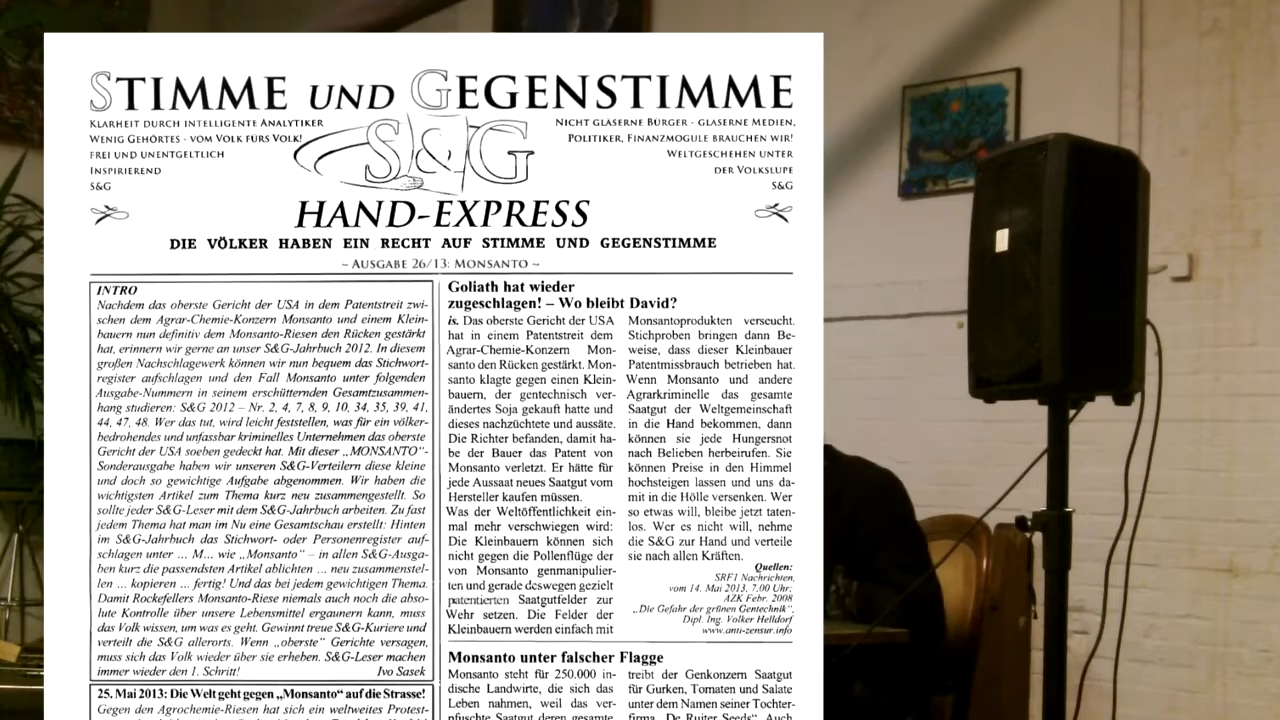 STIMME UND GEGENSTIMME
KLARHEIT DURCH INTELLIGENTE ANALYTIKER
WENIG GEHÖRTES - VOM VOLK FÜRS VOLK!
FREI UND UNENTGELTLICH
INSPIRIEREND
S&G
S&G
NICHT GLÄSERNE BÜRGER - GLÄSERNE MEDIEN,
POLITIKER, FINANZMOGULE BRAUCHEN WIR!
WELTGESCHEHEN UNTER
DER VOLKSLUPE
S&G
HAND-EXPRESS
DIE VÖLKER HABEN EIN RECHT AUF STIMME UND GEGENSTIMME
~ AUSGABE 26/13: MONSANTO ~
INTRO
Nachdem das oberste Gericht der USA in dem Patentstreit zwi-
schen dem Agrar-Chemie-Konzern Monsanto und einem Klein-
bauern nun definitiv dem Monsanto-Riesen den Rücken gestärkt
hat, erinnern wir gerne an unser S&G-Jahrbuch 2012. In diesem
großen Nachschlagewerk können wir nun bequem das Stichwort-
register aufschlagen und den Fall Monsanto unter folgenden
Ausgabe-Nummern in seinem erschütternden Gesamtzusammen-
hang studieren: S&G 2012 – Nr. 2, 4, 7, 8, 9, 10, 34, 35, 39, 41,
44, 47, 48. Wer das tut, wird leicht feststellen, was für ein völker-
bedrohendes und unfassbar kriminelles Unternehmen das oberste
Gericht der USA soeben gedeckt hat. Mit dieser „MONSANTO"-
Sonderausgabe haben wir unseren S&G-Verteilern diese kleine
und doch so gewichtige Aufgabe abgenommen. Wir haben die
wichtigsten Artikel zum Thema kurz neu zusammengestellt. So
sollte jeder S&G-Leser mit dem S&G-Jahrbuch arbeiten. Zu fast
jedem Thema hat man im Nu eine Gesamtschau erstellt: Hinten
im S&G-Jahrbuch das Stichwort- oder Personenregister auf-
schlagen unter ... M... wie „Monsanto" – in allen S&G-Ausga-
ben kurz die passendsten Artikel ablichten ... neu zusammenstel-
len ... kopieren ... fertig! Und das bei jedem gewichtigen Thema.
Damit Rockefellers Monsanto-Riese niemals auch noch die abso-
lute Kontrolle über unsere Lebensmittel ergaunern kann, muss
das Volk wissen, um was es geht. Gewinnt treue S&G-Kuriere und
verteilt die S&G allerorts. Wenn „oberste" Gerichte versagen,
muss sich das Volk wieder über sie erheben. S&G-Leser machen
immer wieder den 1. Schritt! Ivo Sasek
25. Mai 2013: Die Welt geht gegen „Monsanto" auf die Strasse!
Gegen den Agrochemie-Riesen hat sich ein weltweites Protest-
Goliath hat wieder
zugeschlagen! – Wo bleibt David?
is. Das oberste Gericht der USA
hat in einem Patentstreit dem
Agrar-Chemie-Konzern Mon-
santo den Rücken gestärkt. Mon-
santo klagte gegen einen Klein-
bauern, der gentechnisch ver-
ändertes Soja gekauft hatte und
dieses nachzüchtete und aussäte.
Die Richter befanden, damit ha-
be der Bauer das Patent von
Monsanto verletzt. Er hätte für
jede Aussaat neues Saatgut vom
Hersteller kaufen müssen.
Was der Weltöffentlichkeit ein-
mal mehr verschwiegen wird:
Die Kleinbauern können sich
nicht gegen die Pollenflüge der
von Monsanto genmanipulier-
ten und gerade deswegen gezielt
patentierten Saatgutfelder zur
Wehr setzen. Die Felder der
Kleinbauern werden einfach mit
Monsantoprodukten verseucht.
Stichproben bringen dann Be-
weise, dass dieser Kleinbauer
Patentmissbrauch betrieben hat.
Wenn Monsanto und andere
Agrarkriminelle das gesamte
Saatgut der Weltgemeinschaft
in die Hand bekommen, dann
können sie jede Hungersnot
nach Belieben herbeirufen. Sie
können Preise in den Himmel
hochsteigen lassen und uns da-
mit in die Hölle versenken. Wer
so etwas will, bleibe jetzt taten-
los. Wer es nicht will, nehme
die S&G zur Hand und verteile
sie nach allen Kräften.
Quellen:
SRF1 Nachrichten,
vom 14. Mai 2013, 7.00 Uhr;
AZK Febr. 2008
„Die Gefahr der grünen Gentechnik",
Dipl. Ing. Volker Helldorf
www.anti-zensur.info
Monsanto unter falscher Flagge
Monsanto steht für 250.000 in-
dische Landwirte, die sich das
Leben nahmen, weil das ver-
pfuschte Saatgut deren gesamte
treibt der Genkonzern Saatgut
für Gurken, Tomaten und Salate
unter dem Namen seiner Tochter-
firma „De Ruiter Seeds". Auch